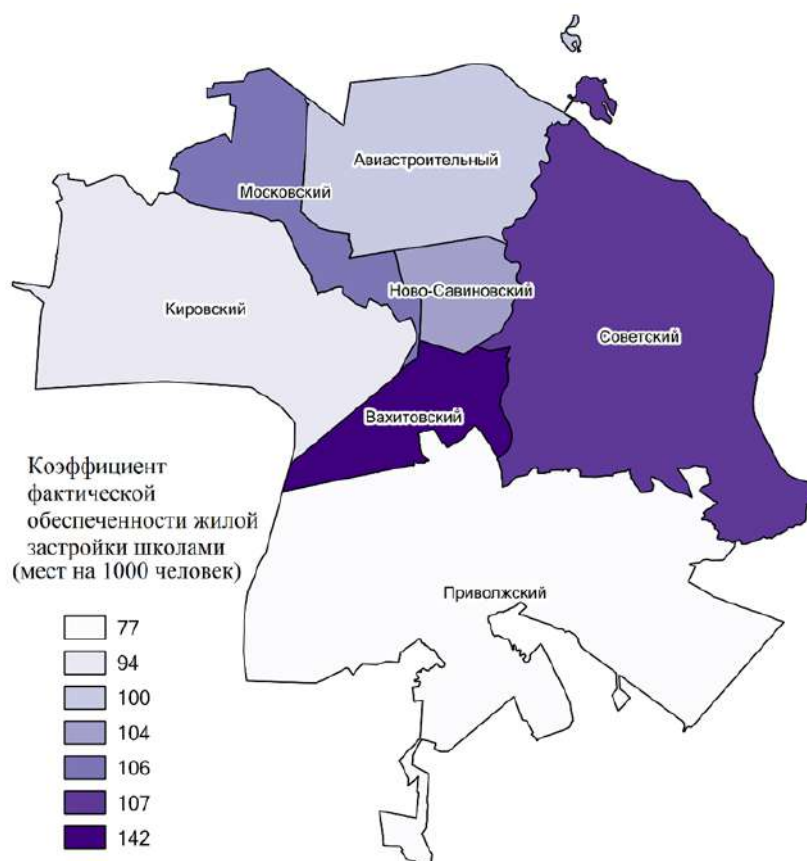 Авиастроительный
Московский
Ново-Савиновский
Кировский
Советский
Вахитовский
Коэффициент
фактической
обеспеченности жилой
застройки школами
(мест на 1000 человек)
Приволжский
77
94
100
104
106
107
142